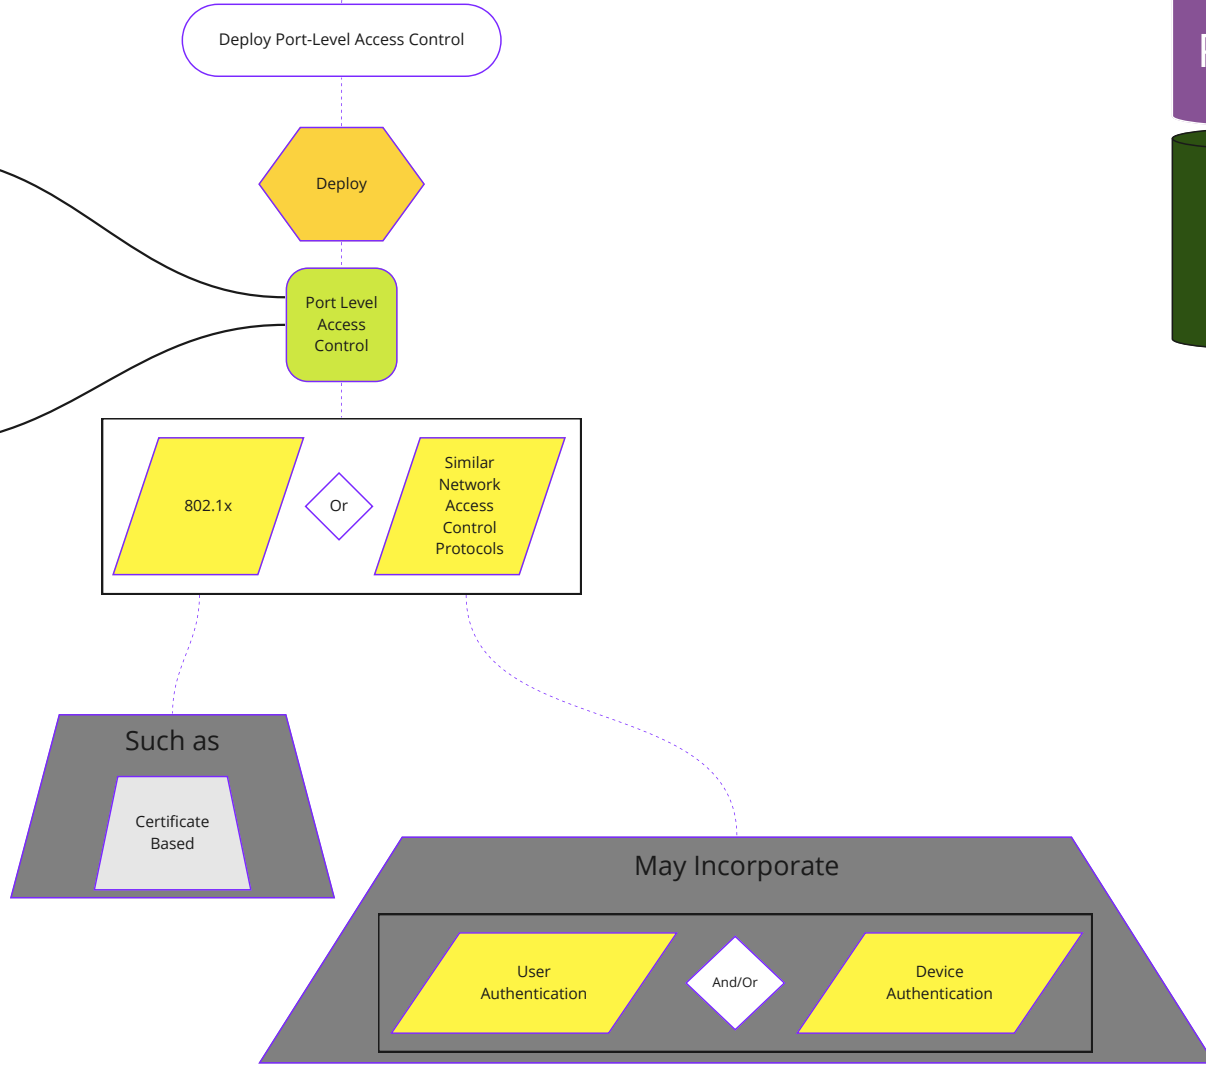 Deploy Port-Level Access Control
Deploy
Port Level
Access
Control
802.1x
Or
Similar
Network
Access
Control
Protocols
Such as
Certificate
Based
May Incorporate
User
Authentication
And/Or
Device
Authentication